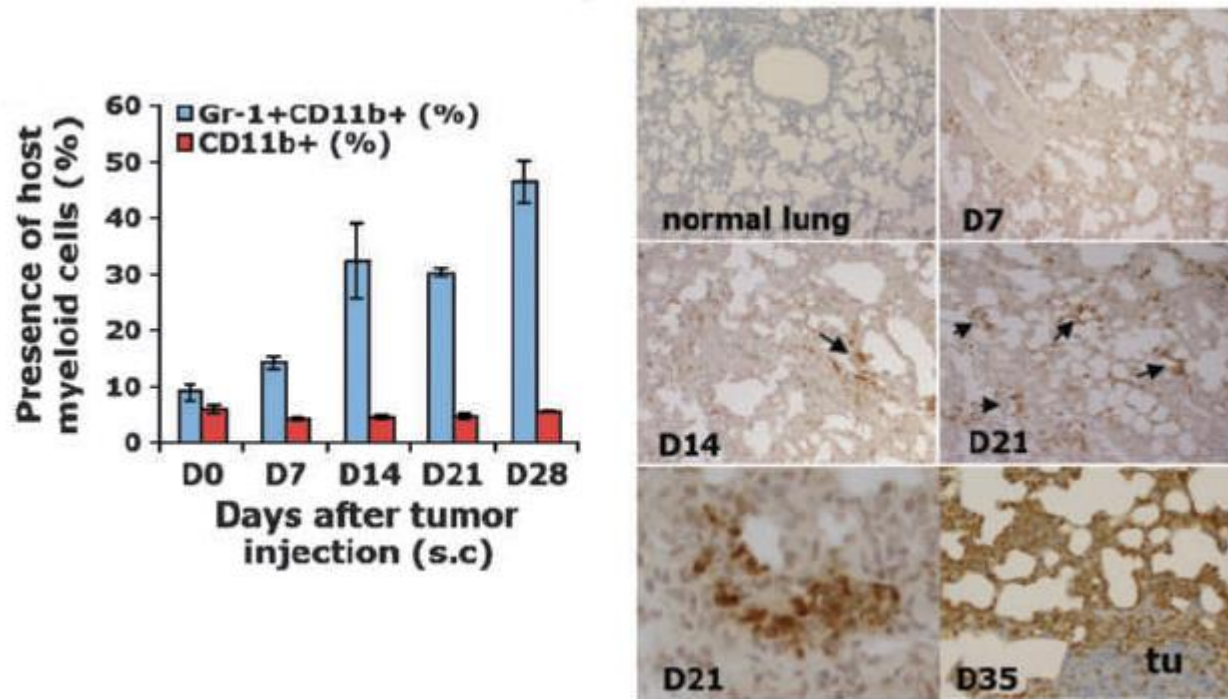 Presence of host
myeloid cells (%)
60
50
40
30
20
10
0
Gr-1+CD11b+ (%)
CD11b+ (%)
D0 D7 D14 D21 D28
Days after tumor
injection (s.c)
normal lung
D7
D14
D21
D21
D35
tu